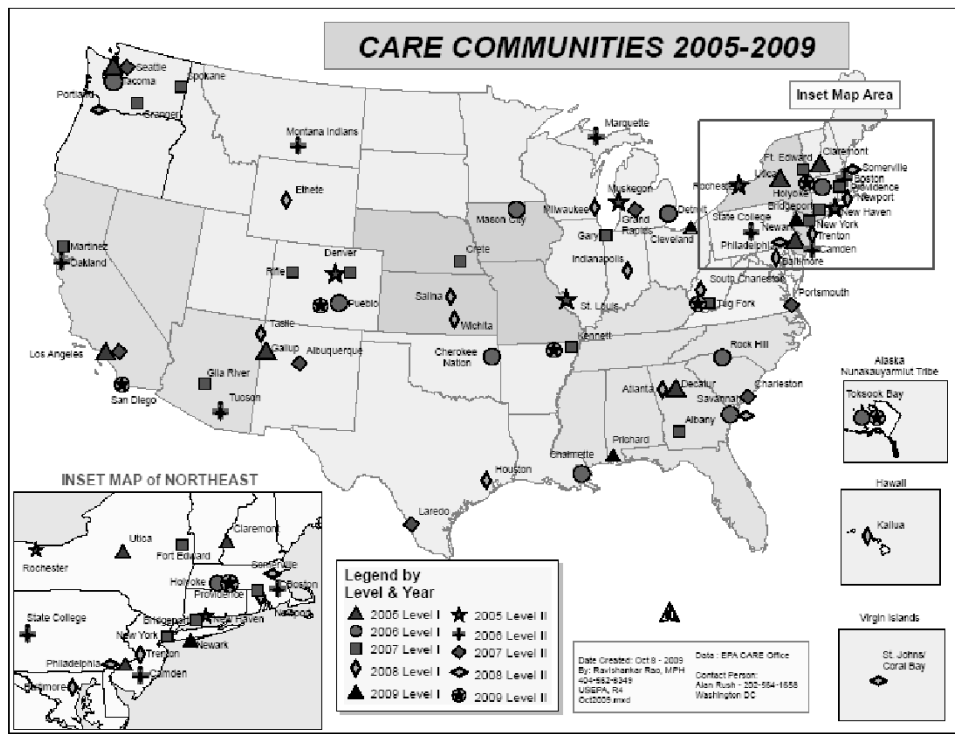 CARE COMMUNITIES 2005-2009
Inset Map Area
Seattle
Tacoma
Spokane
Portland
Granger
Montana Indians
Ethete
Marquette
Ft. Edward
Claremont
Utica
Rochester
Somerville
Boston
Holyoke
Providence
Newport
Bridgeport
New Haven
State College
New York
Newark
Trenton
Philadelphia
Camden
Baltimore
Mason City
Milwaukee
Muskegon
Grand
Rapids
Detroit
Cleveland
Gary
Indianapolis
Martinez
Oakland
Rifle
Denver
Pueblo
Crete
Salina
Wichita
St. Louis
South Charleston
Tug Fork
Portsmouth
Los Angeles
San Diego
Gallup
Albuquerque
Gila River
Tucson
Cherokee
Nation
Kennett
Rock Hill
Atlanta
Decatur
Savannah
Charleston
Albany
Prichard
Chalmette
Houston
Laredo
Alaska
Nunakauyarmiut Tribe
Toksook Bay
Hawaii
Kailua
Virgin Islands
St. Johns/
Coral Bay
INSET MAP of NORTHEAST
Rochester
Utica
Fort Edward
Claremont
Somerville
Holyoke
Boston
Providence
Newport
State College
Bridgeport
New Haven
New York
Newark
Philadelphia
Trenton
Camden
Baltimore
Legend by
Level & Year
2005 Level I
2006 Level I
2007 Level I
2008 Level I
2009 Level I
2005 Level II
2006 Level II
2007 Level II
2008 Level II
2009 Level II
Date Created: Oct 8 - 2009
By: Ravishankar Rao, MPH
USEPA, R4
Oct2009.mxd
Data : EPA CARE Office
Contact Person:
Washington DC